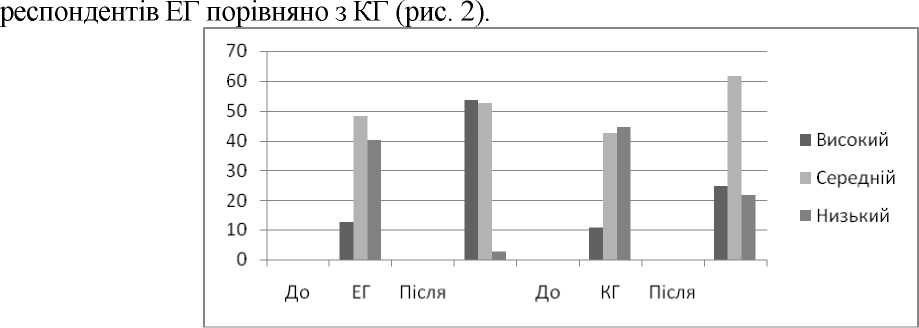 респондентів ЕГ порівняно з КГ (рис. 2).
70
60
50
40
30
20
10
0
До ЕГ Після До КГ Після
Високий
Середній
Низький